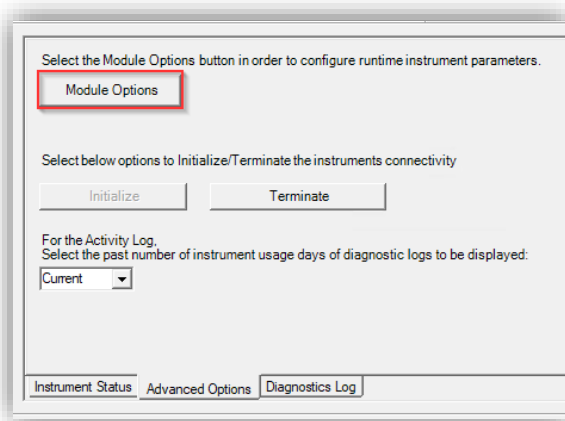 Select the Module Options button in order to configure runtime instrument parameters.
Module Options
Select below options to Initialize/Terminate the instruments connectivity
Initialize
Terminate
For the Activity Log,
Select the past number of instrument usage days of diagnostic logs to be displayed:
Current
Instrument Status
Advanced Options
Diagnostics Log